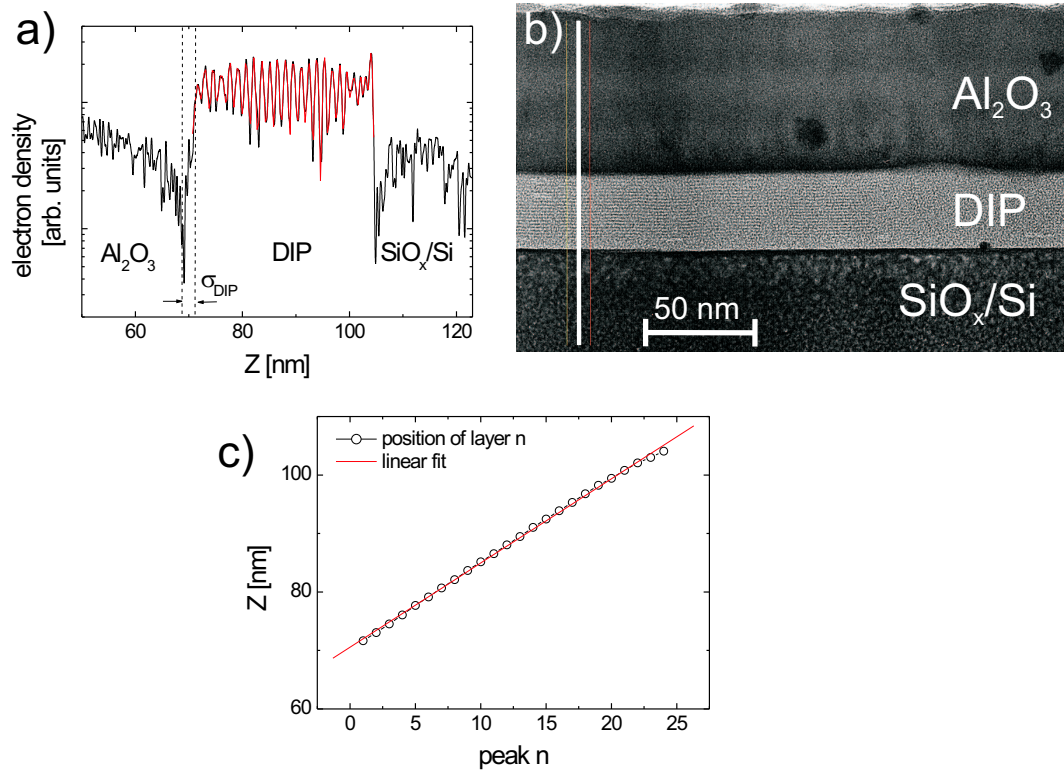 a)
electron density
[arb. units]
Al₂O₃
DIP
SiOₓ/Si
σ_DIP
60 80 100 120
Z [nm]
b)
Al₂O₃
DIP
SiOₓ/Si
50 nm
c)
position of layer n
linear fit
Z [nm]
100
80
60
0 5 10 15 20 25
peak n